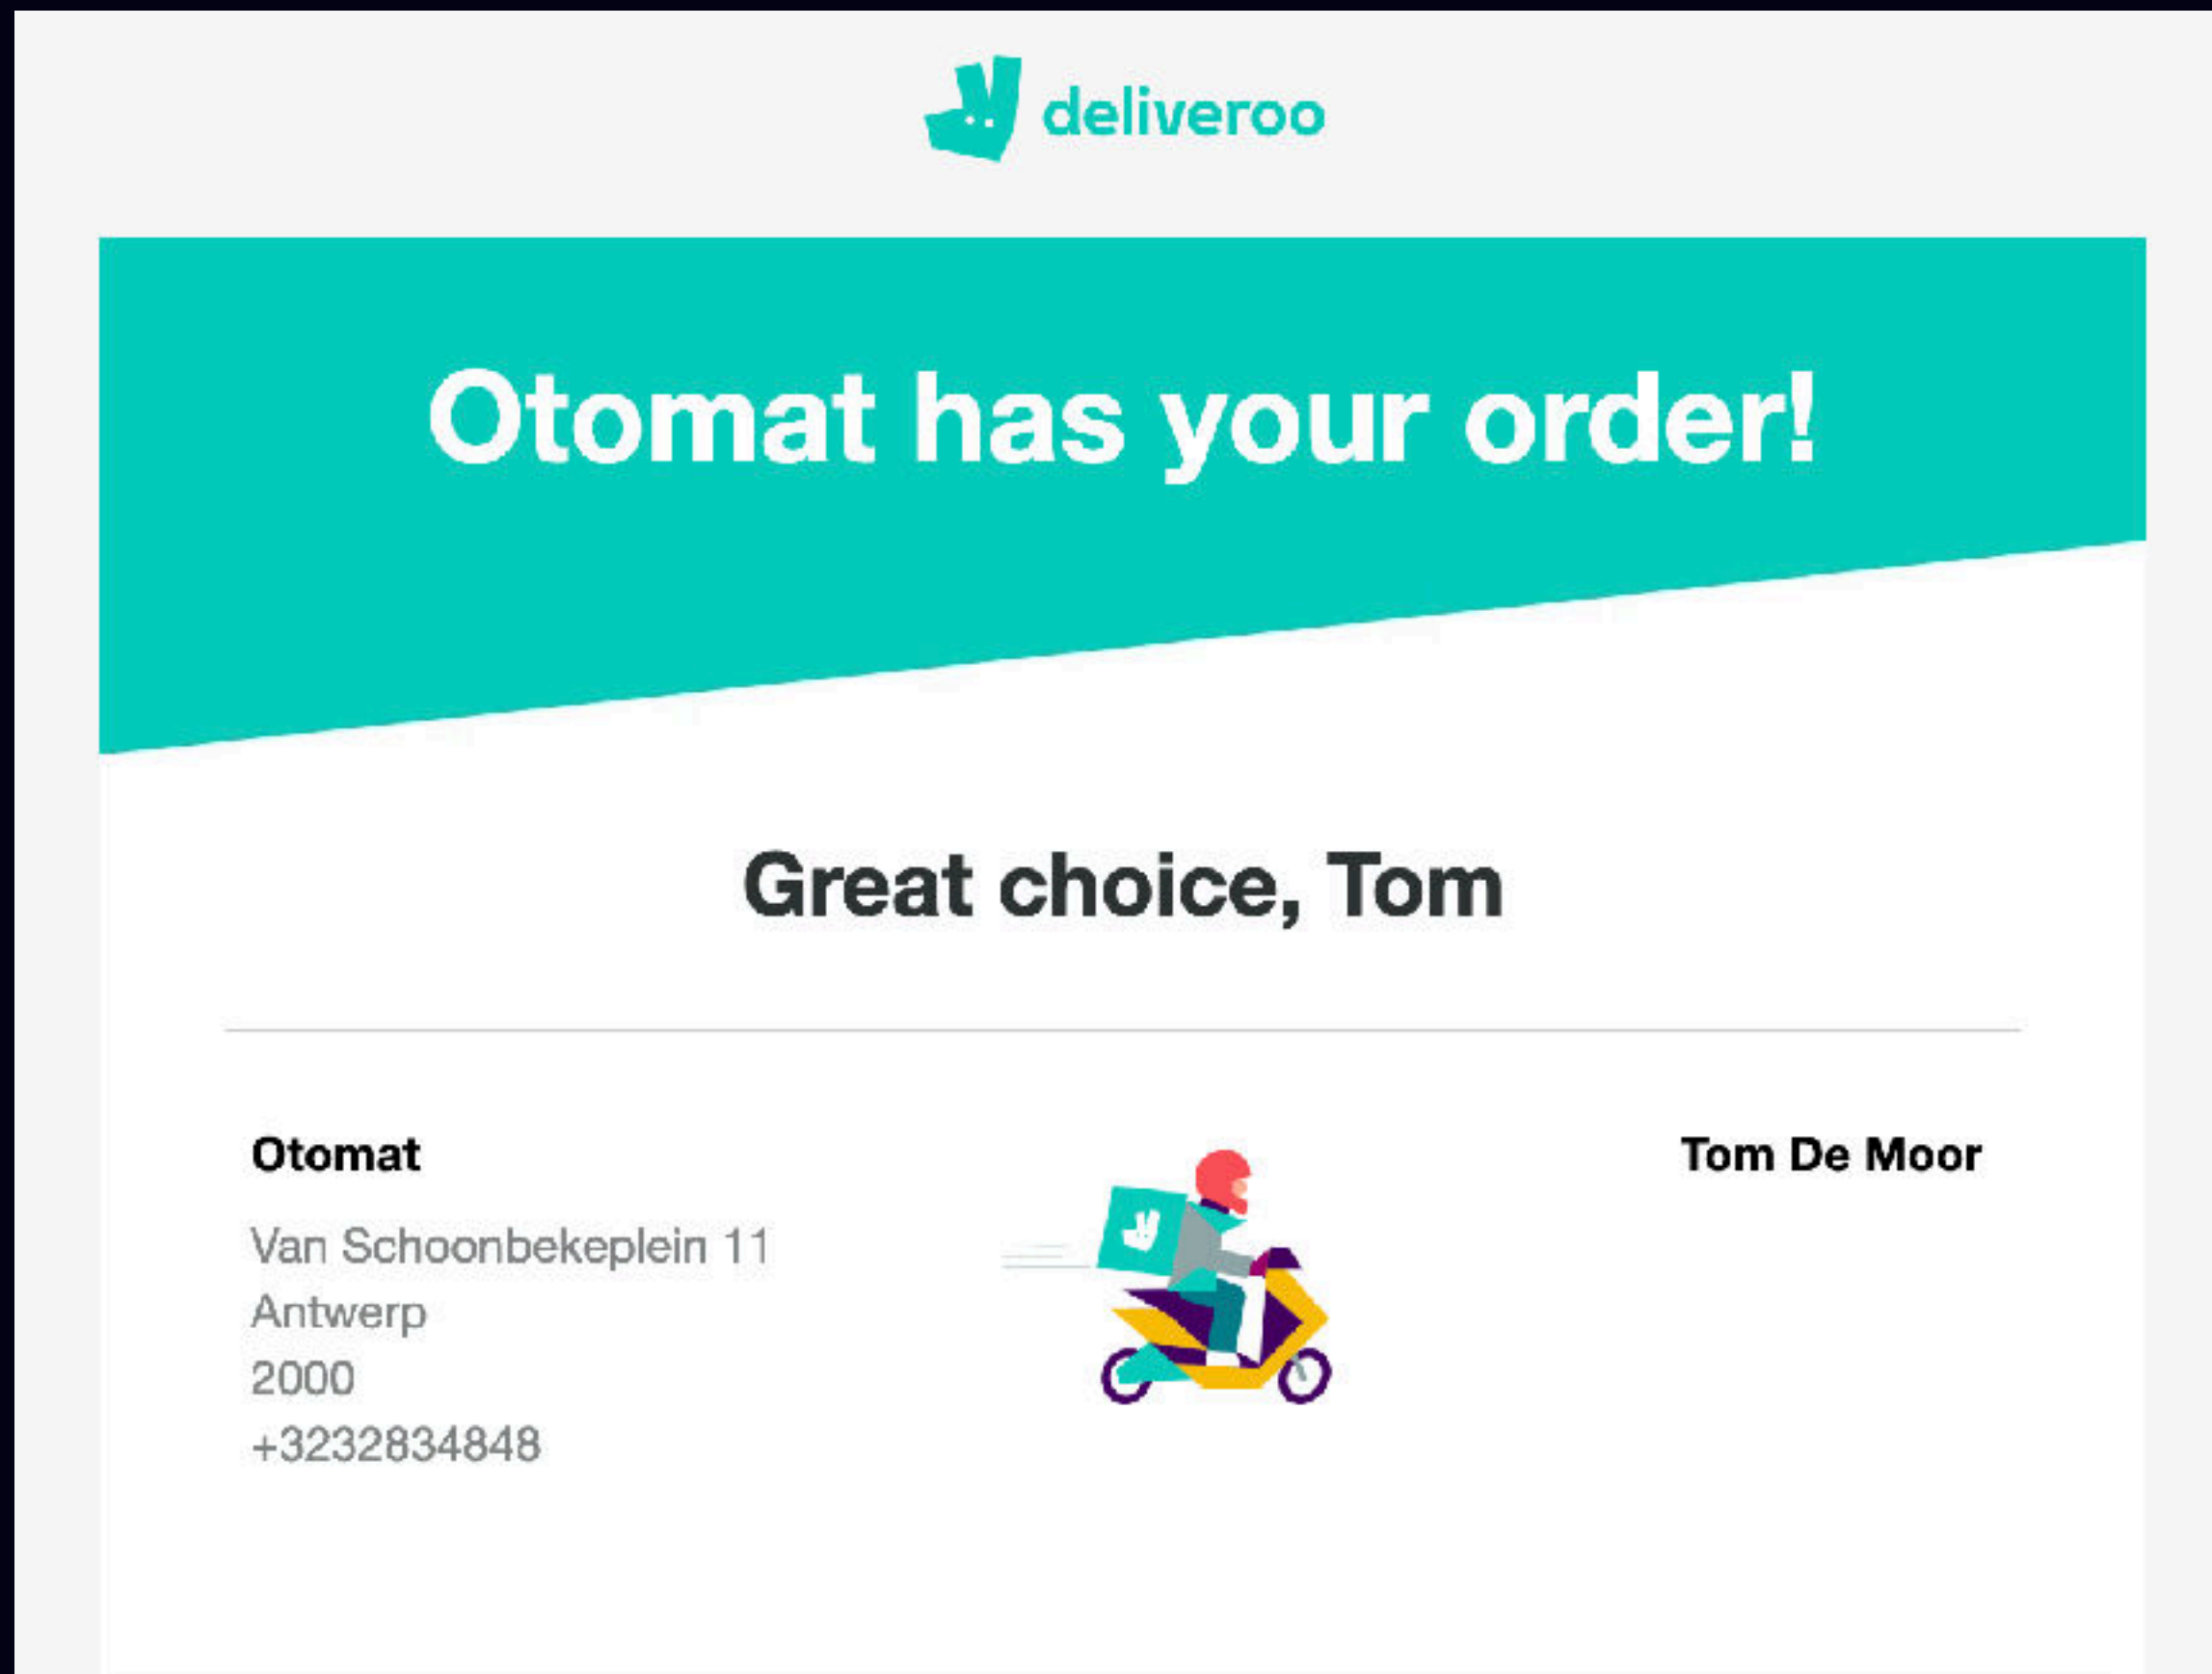 deliveroo
Otomat has your order!
Great choice, Tom
Otomat
Van Schoonbekeplein 11
Antwerp
2000
+3232834848
Tom De Moor